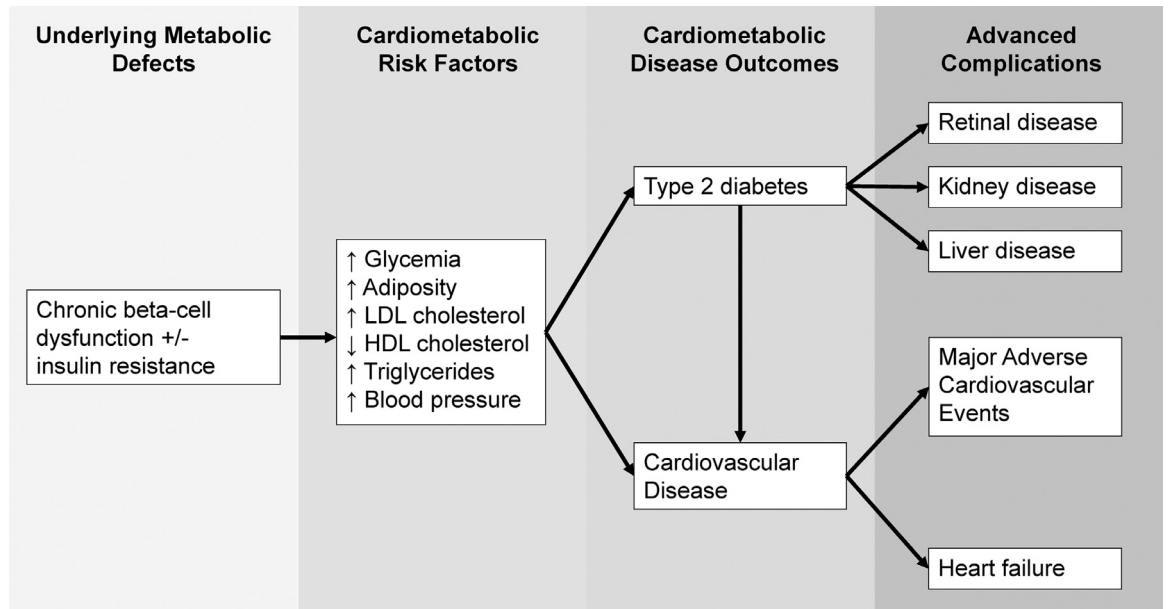 Underlying Metabolic
Defects
Cardiometabolic
Risk Factors
Cardiometabolic
Disease Outcomes
Advanced
Complications
Chronic beta-cell
dysfunction +/-
insulin resistance
↑ Glycemia
↑ Adiposity
↑ LDL cholesterol
↓ HDL cholesterol
↑ Triglycerides
↑ Blood pressure
Type 2 diabetes
Cardiovascular
Disease
Retinal disease
Kidney disease
Liver disease
Major Adverse
Cardiovascular
Events
Heart failure